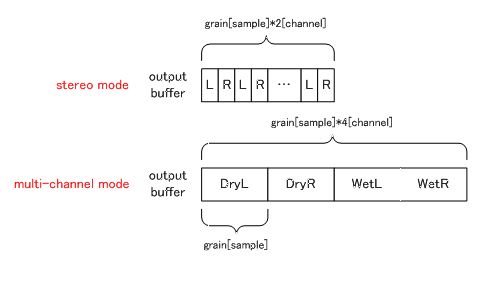 grain[sample]*2[channel]
stereo mode
output
buffer
L R L R ... L R
grain[sample]*4[channel]
multi-channel mode
output
buffer
DryL DryR WetL WetR
grain[sample]